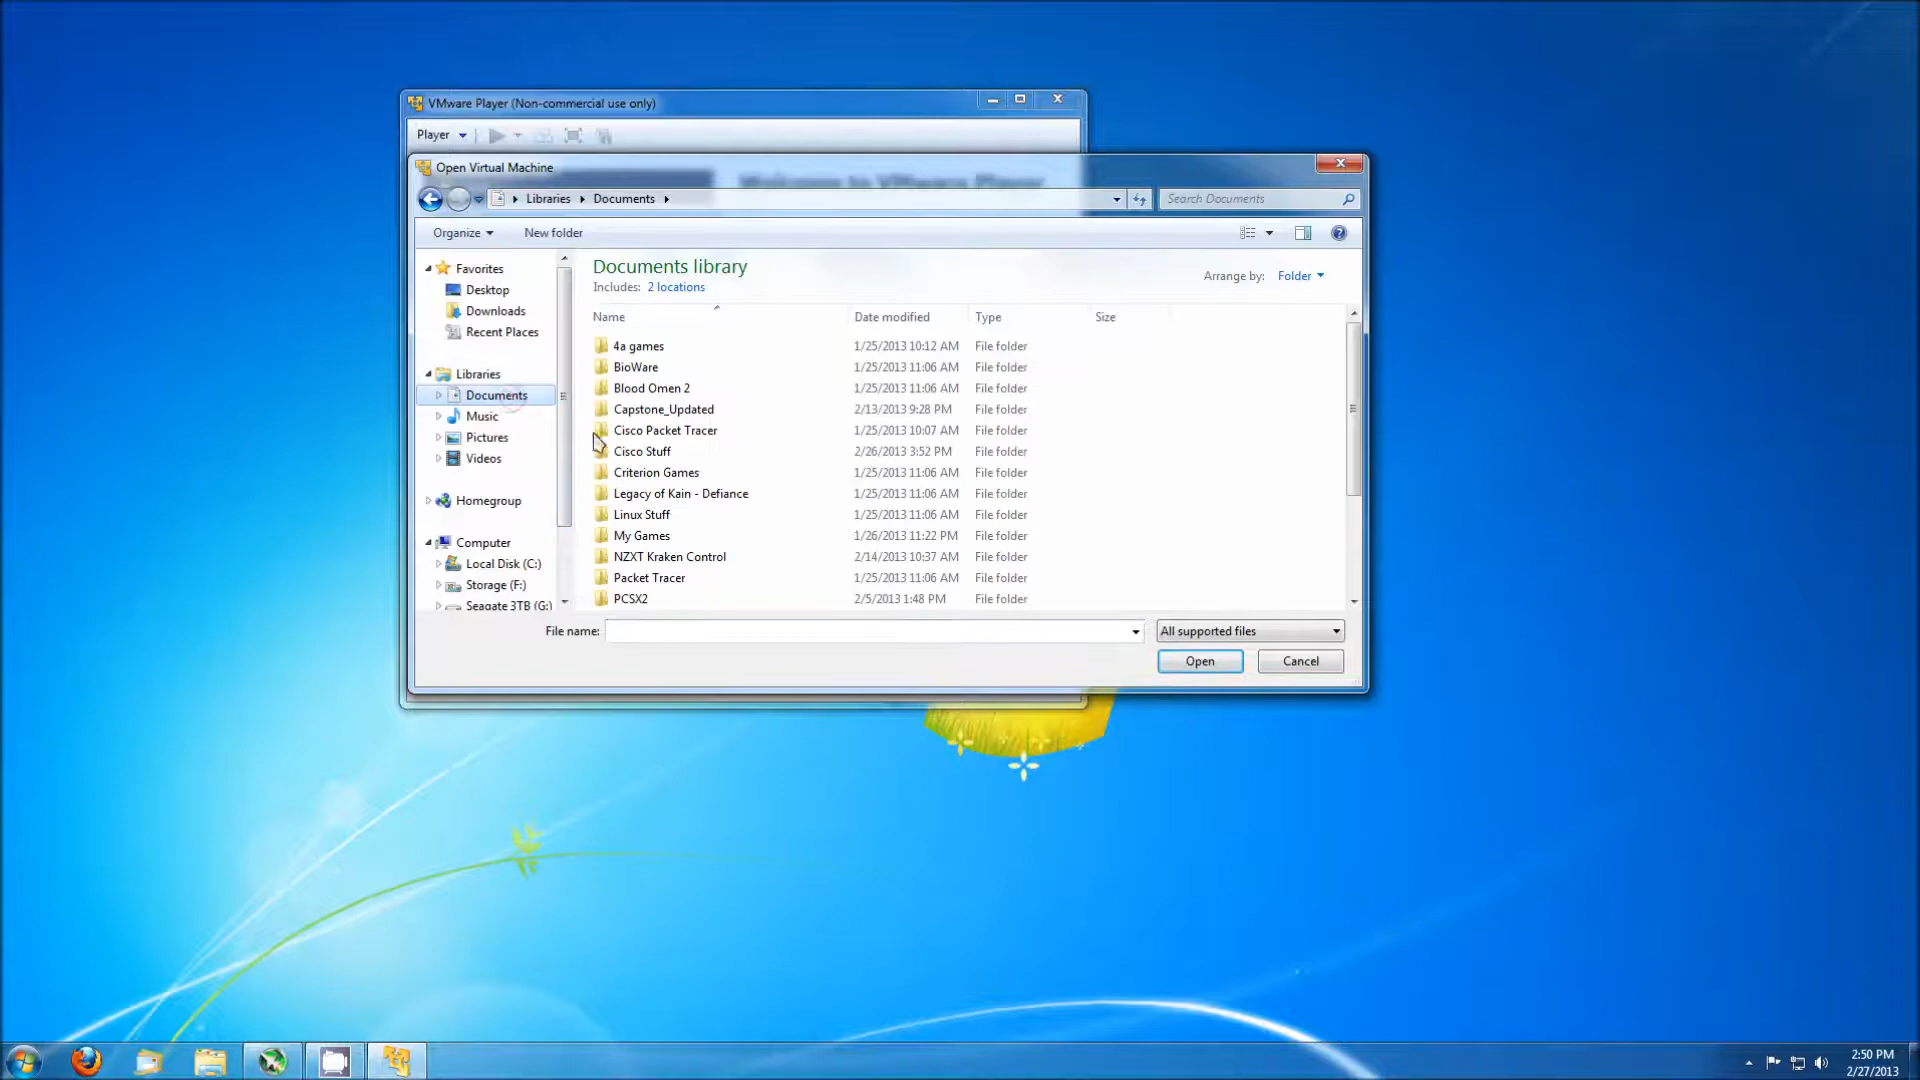 VMware Player (Non-commercial use only)
Player
Open Virtual Machine
Welcome to VMware Player
Libraries Documents
Search Documents
Organize New folder
Favorites
Desktop
Downloads
Recent Places
Libraries
Documents
Music
Pictures
Videos
Homegroup
Computer
Local Disk (C:)
Storage (F:)
Seagate 3TB (G:)
Documents library
Includes: 2 locations
Arrange by: Folder
Name Date modified Type Size
4a games 1/25/2013 10:12 AM File folder
BioWare 1/25/2013 11:06 AM File folder
Blood Omen 2 1/25/2013 11:06 AM File folder
Capstone_Updated 2/13/2013 9:28 PM File folder
Cisco Packet Tracer 1/25/2013 10:07 AM File folder
Cisco Stuff 2/26/2013 3:52 PM File folder
Criterion Games 1/25/2013 11:06 AM File folder
Legacy of Kain - Defiance 1/25/2013 11:06 AM File folder
Linux Stuff 1/25/2013 11:06 AM File folder
My Games 1/26/2013 11:22 PM File folder
NZXT Kraken Control 2/14/2013 10:37 AM File folder
Packet Tracer 1/25/2013 11:06 AM File folder
PCSX2 2/5/2013 1:48 PM File folder
File name:
All supported files
Open Cancel
2:50 PM
2/27/2013